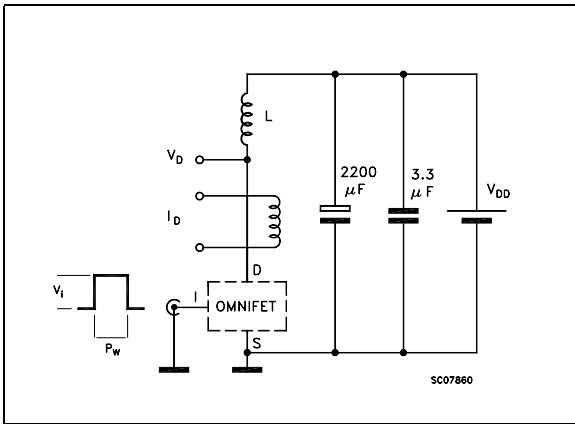 L
V_D
2200
μF
3.3
μF
V_DD
I_D
D
V_i
I
OMNIFET
P_W
S
SC07860